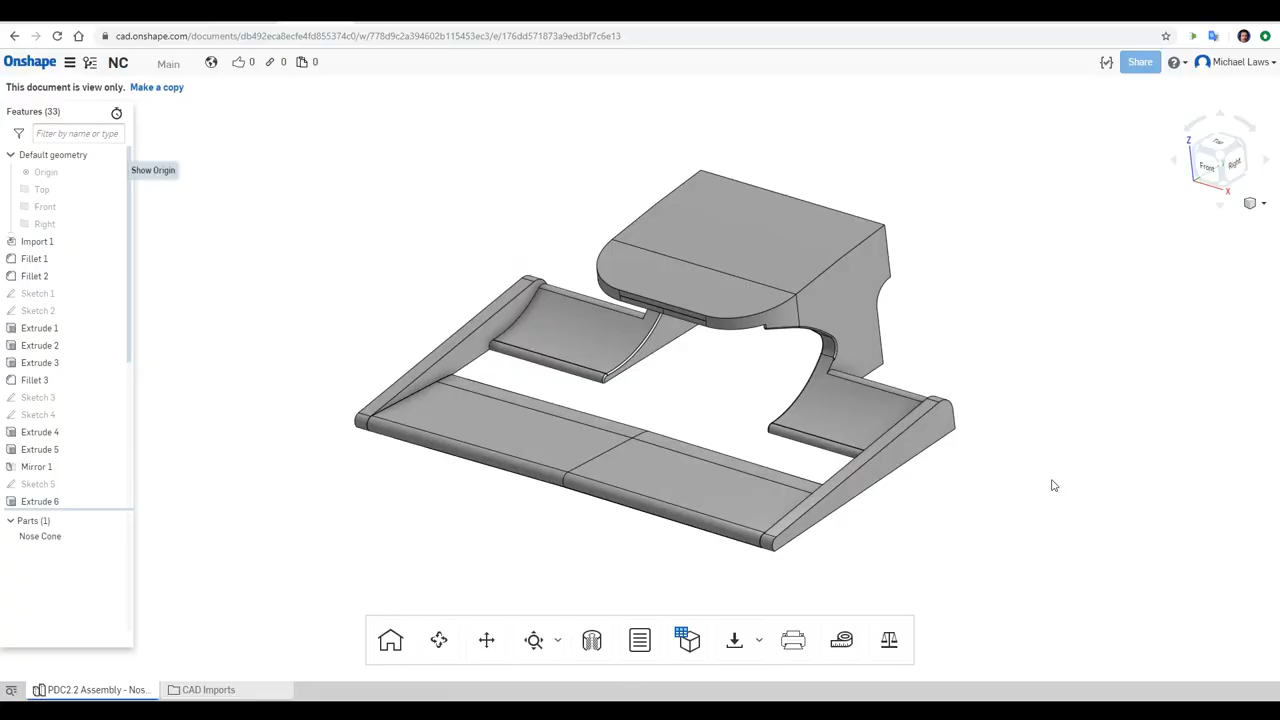 cad.onshape.com/documents/db492eca8ecfe4fd855374c0/w/778d9c2a394602b115453ec3/e/176dd571873a9ed3bf7c6e13
Onshape NC Main 0 0 0 Share Michael Laws
This document is view only. Make a copy
Features (33)
Filter by name or type
Default geometry
Origin
Show Origin
Top
Front
Right
Import 1
Fillet 1
Fillet 2
Sketch 1
Sketch 2
Extrude 1
Extrude 2
Extrude 3
Fillet 3
Sketch 3
Sketch 4
Extrude 4
Extrude 5
Mirror 1
Sketch 5
Extrude 6
Parts (1)
Nose Cone
Z
Top
Front
Right
X
PDC2.2 Assembly - Nos...
CAD Imports